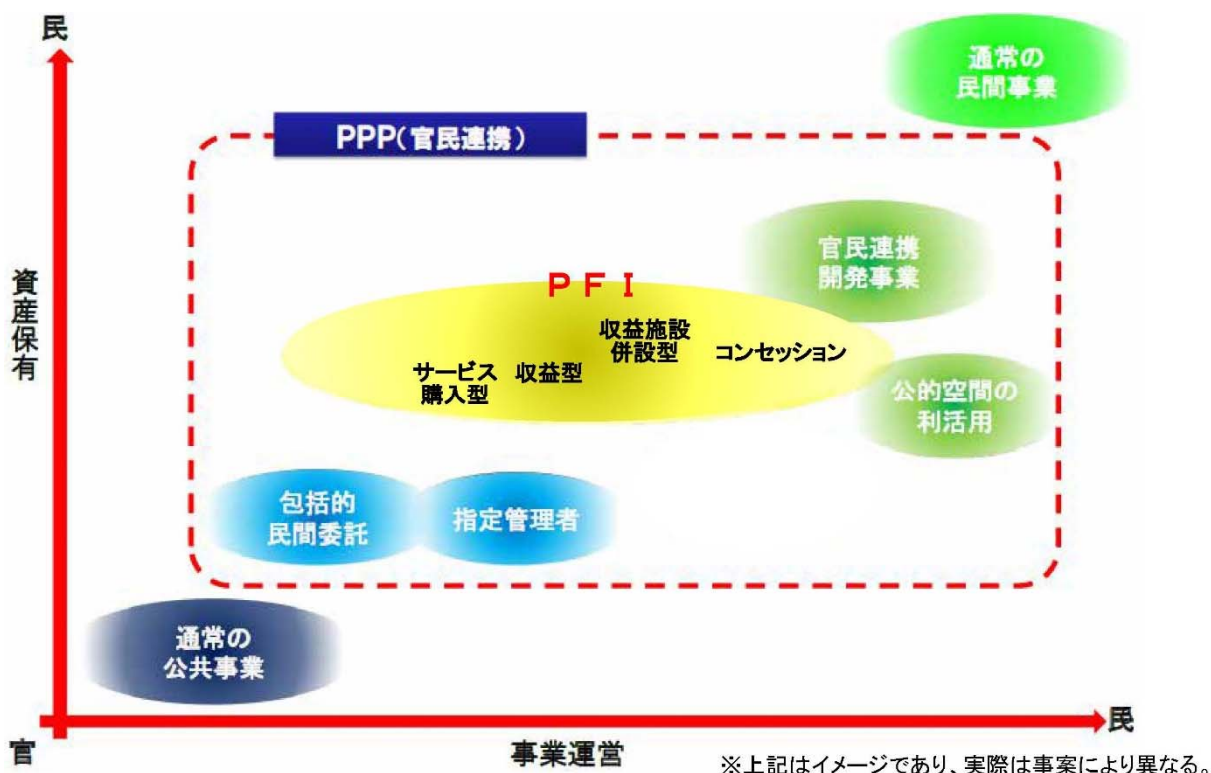 民
通常の
民間事業
PPP(官民連携)
官民連携
開発事業
資産保有
PFI
収益施設
併設型
コンセッション
サービス
購入型
収益型
公的空間の
利活用
包括的
民間委託
指定管理者
通常の
公共事業
民
官
事業運営
※上記はイメージであり、実際は事案により異なる。